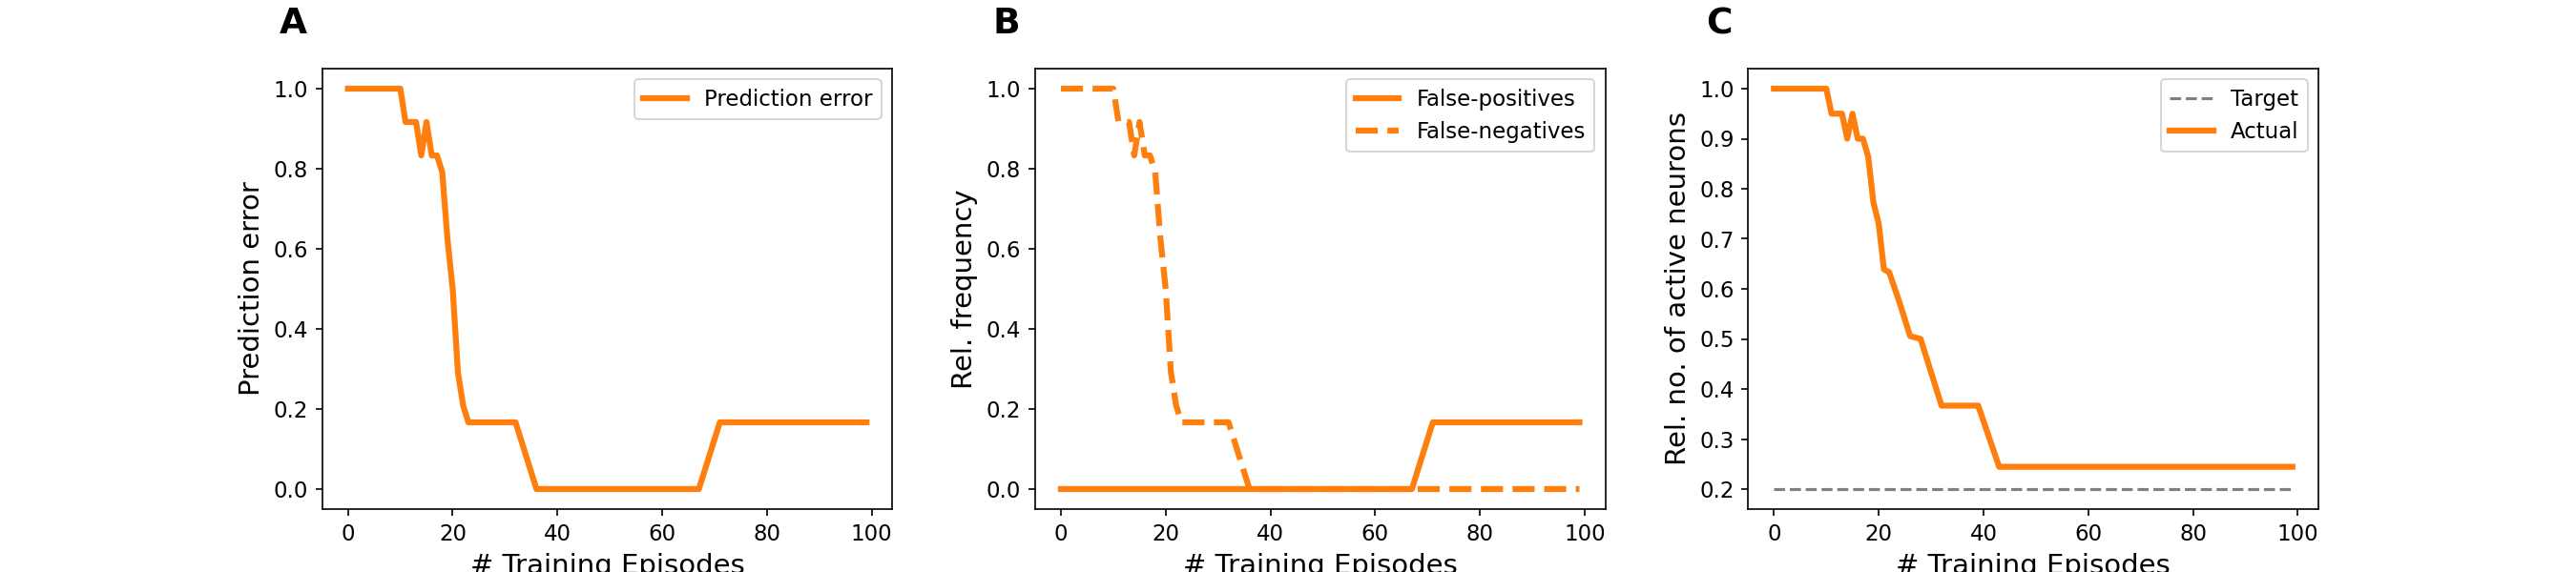 A
B
C
Prediction error
1.0
0.8
0.6
0.4
0.2
0.0
0 20 40 60 80 100
# Training Episodes
Prediction error
Rel. frequency
1.0
0.8
0.6
0.4
0.2
0.0
0 20 40 60 80 100
# Training Episodes
False-positives
False-negatives
Rel. no. of active neurons
1.0
0.9
0.8
0.7
0.6
0.5
0.4
0.3
0.2
0 20 40 60 80 100
# Training Episodes
Target
Actual